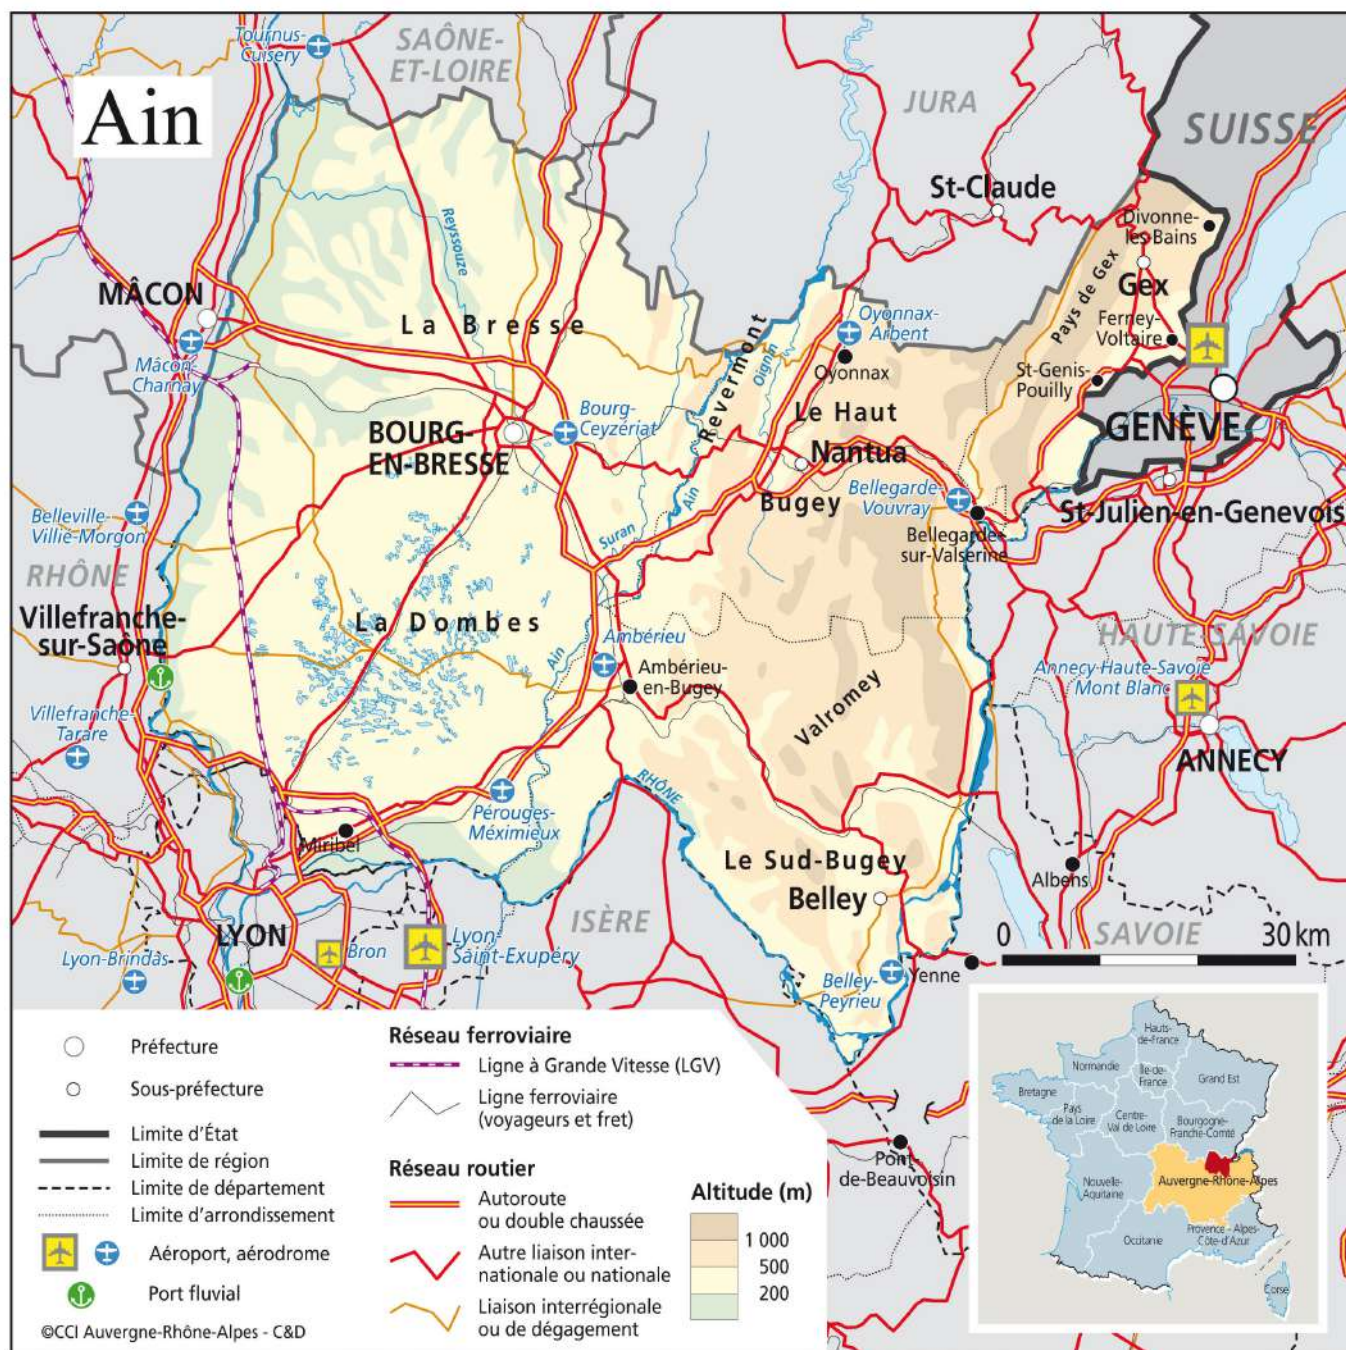 Tournus-
Cuisery
SAÔNE-
ET-LOIRE
JURA
SUISSE
Ain
St-Claude
Divonne-
les Bains
Reyssouze
Pays de Gex
Gex
MÂCON
La Bresse
Oyonnax-
Arbent
Ferney-
Voltaire
Mâcon-
Charnay
Revermont
Oignin
Oyonnax
St-Genis-
Pouilly
Bourg-
Ceyzériat
Le Haut
BOURG-
EN-BRESSE
GENÈVE
Nantua
Bugey
Bellegarde-
Vouvray
Ain
Belleville-
Villié-Morgon
St-Julien-en-Genevois
Suran
Bellegarde-
sur-Valserine
RHÔNE
Villefranche-
sur-Saône
La Dombes
HAUTE-SAVOIE
Ambérieu
Ain
Ambérieu-
en-Bugey
Annecy-Haute-Savoie
Mont Blanc
Valromey
Villefranche-
Tarare
ANNECY
RHÔNE
Pérouges-
Méximieux
Miribel
Le Sud-Bugey
Belley
Albens
ISÈRE
LYON
Bron
Lyon-
Saint-Exupéry
SAVOIE
0 30 km
Lyon-Brindas
Belley-
Peyrieu
Yenne
Pont-
de-Beauvoisin
Préfecture
Sous-préfecture
Limite d'État
Limite de région
Limite de département
Limite d'arrondissement
Aéroport, aérodrome
Port fluvial
©CCI Auvergne-Rhône-Alpes - C&D
Réseau ferroviaire
Ligne à Grande Vitesse (LGV)
Ligne ferroviaire
(voyageurs et fret)
Réseau routier
Autoroute
ou double chaussée
Autre liaison inter-
nationale ou nationale
Liaison interrégionale
ou de dégagement
Altitude (m)
1 000
500
200
Hauts-
de-France
Normandie
Île-de-
France
Grand Est
Bretagne
Pays
de la Loire
Centre-
Val de Loire
Bourgogne-
Franche-Comté
Nouvelle-
Aquitaine
Auvergne-Rhône-Alpes
Occitanie
Provence - Alpes-
Côte-d'Azur
Corse